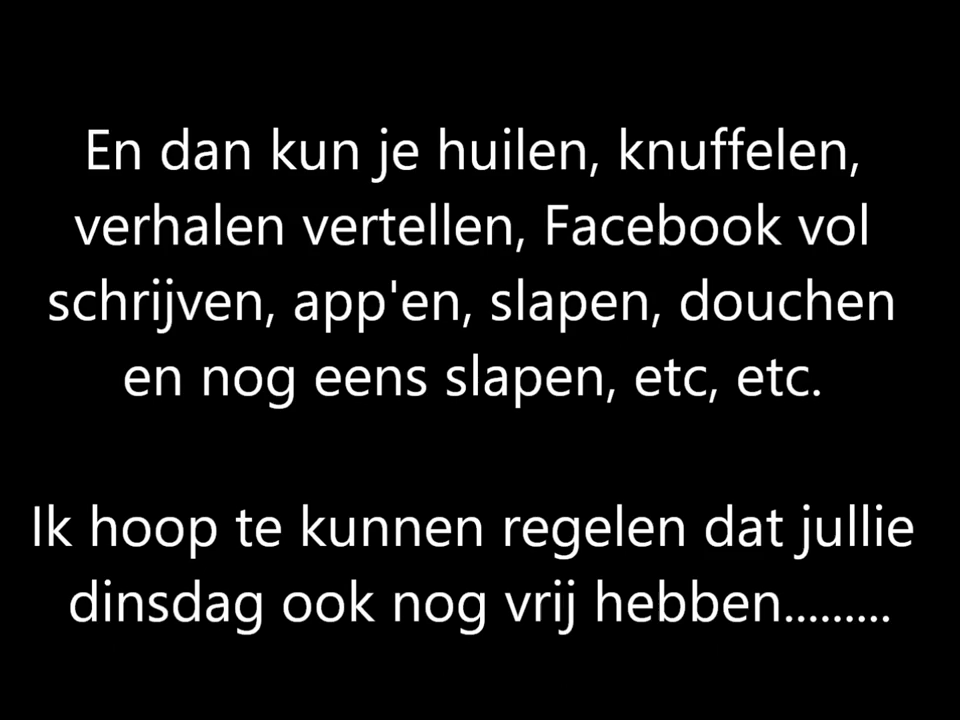 En dan kun je huilen, knuffelen,
verhalen vertellen, Facebook vol
schrijven, app'en, slapen, douchen
en nog eens slapen, etc, etc.
Ik hoop te kunnen regelen dat jullie
dinsdag ook nog vrij hebben.........